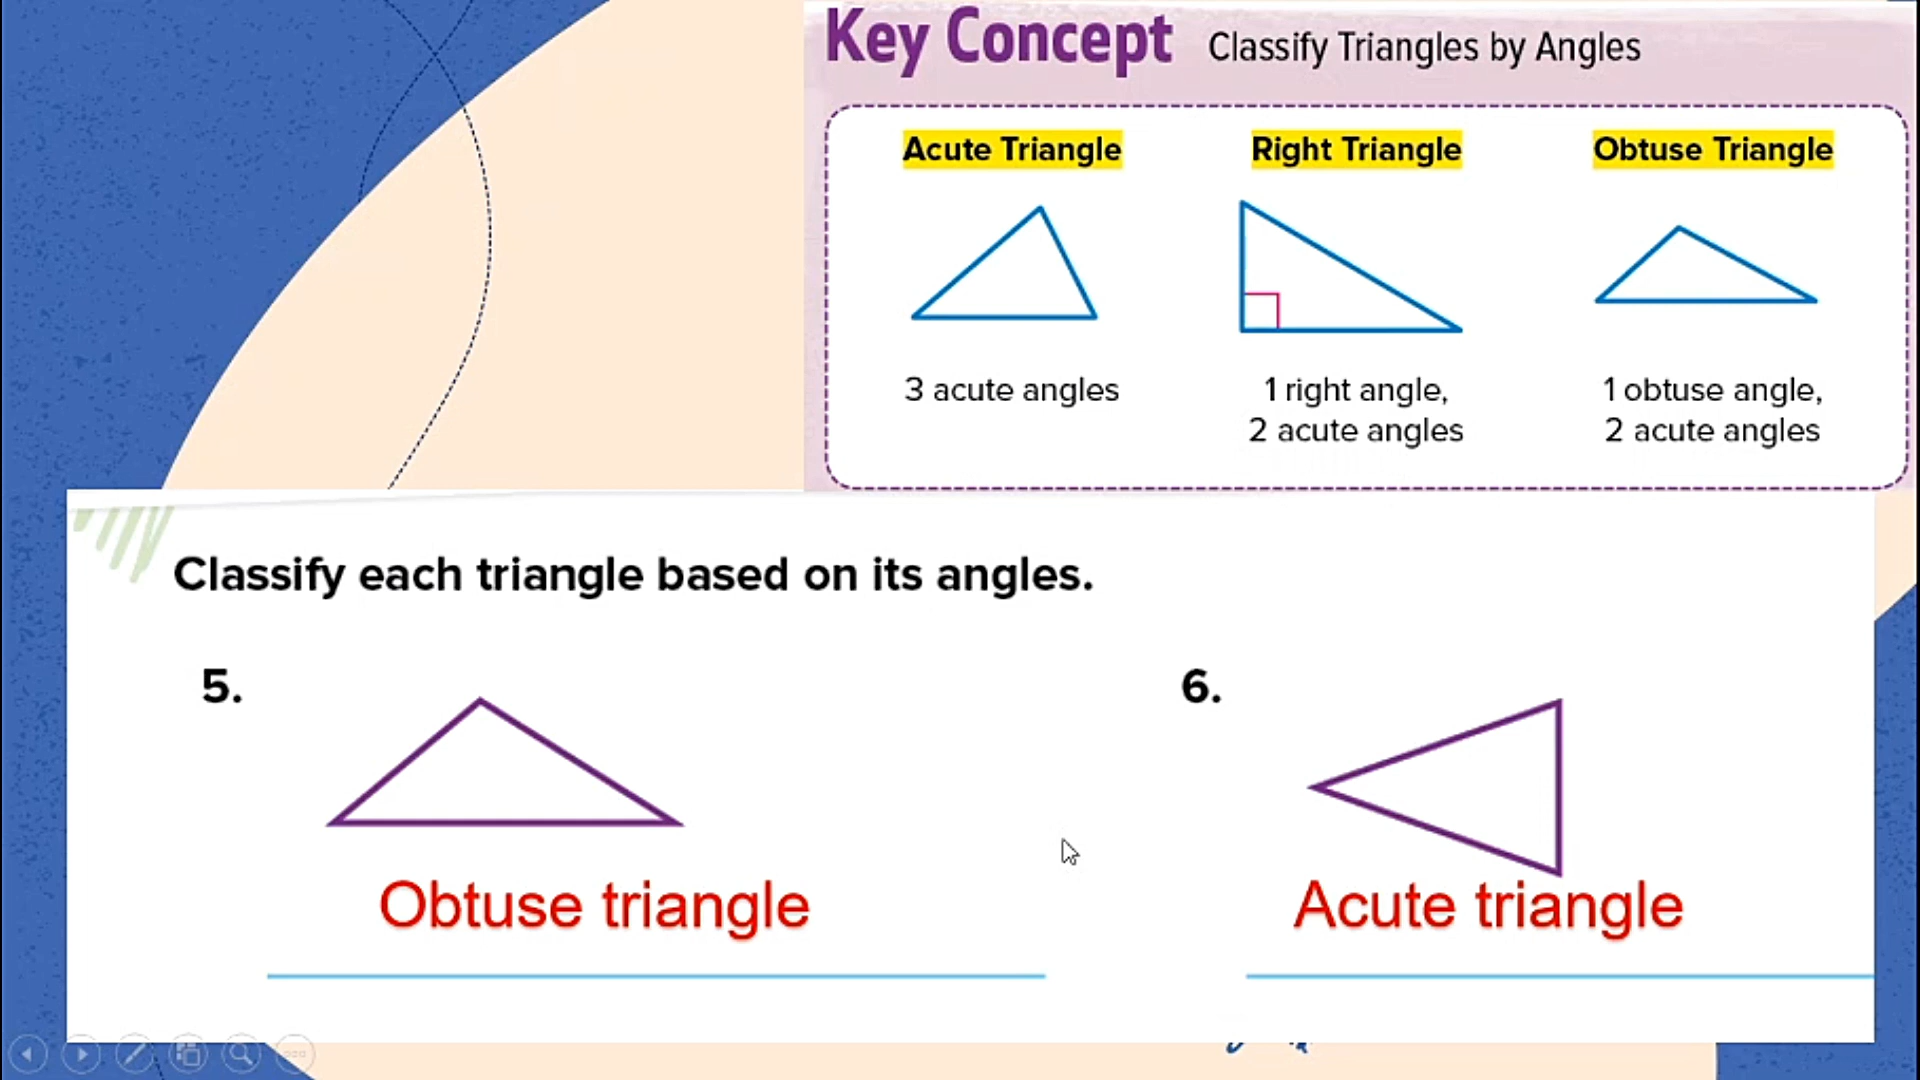 Key Concept Classify Triangles by Angles
Acute Triangle Right Triangle Obtuse Triangle
3 acute angles 1 right angle, 1 obtuse angle,
2 acute angles 2 acute angles
Classify each triangle based on its angles.
5. 6.
Obtuse triangle Acute triangle